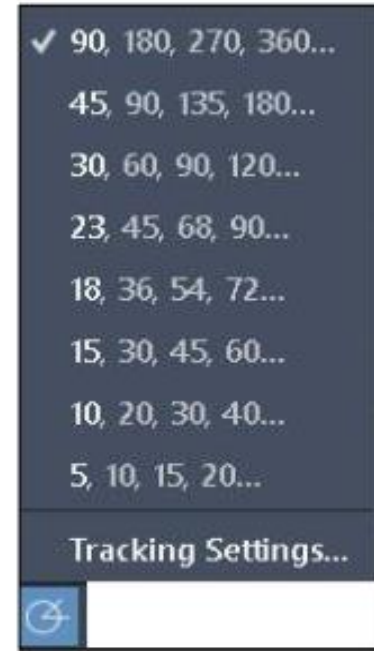 90, 180, 270, 360...
45, 90, 135, 180...
30, 60, 90, 120...
23, 45, 68, 90...
18, 36, 54, 72...
15, 30, 45, 60...
10, 20, 30, 40...
5, 10, 15, 20...
Tracking Settings...